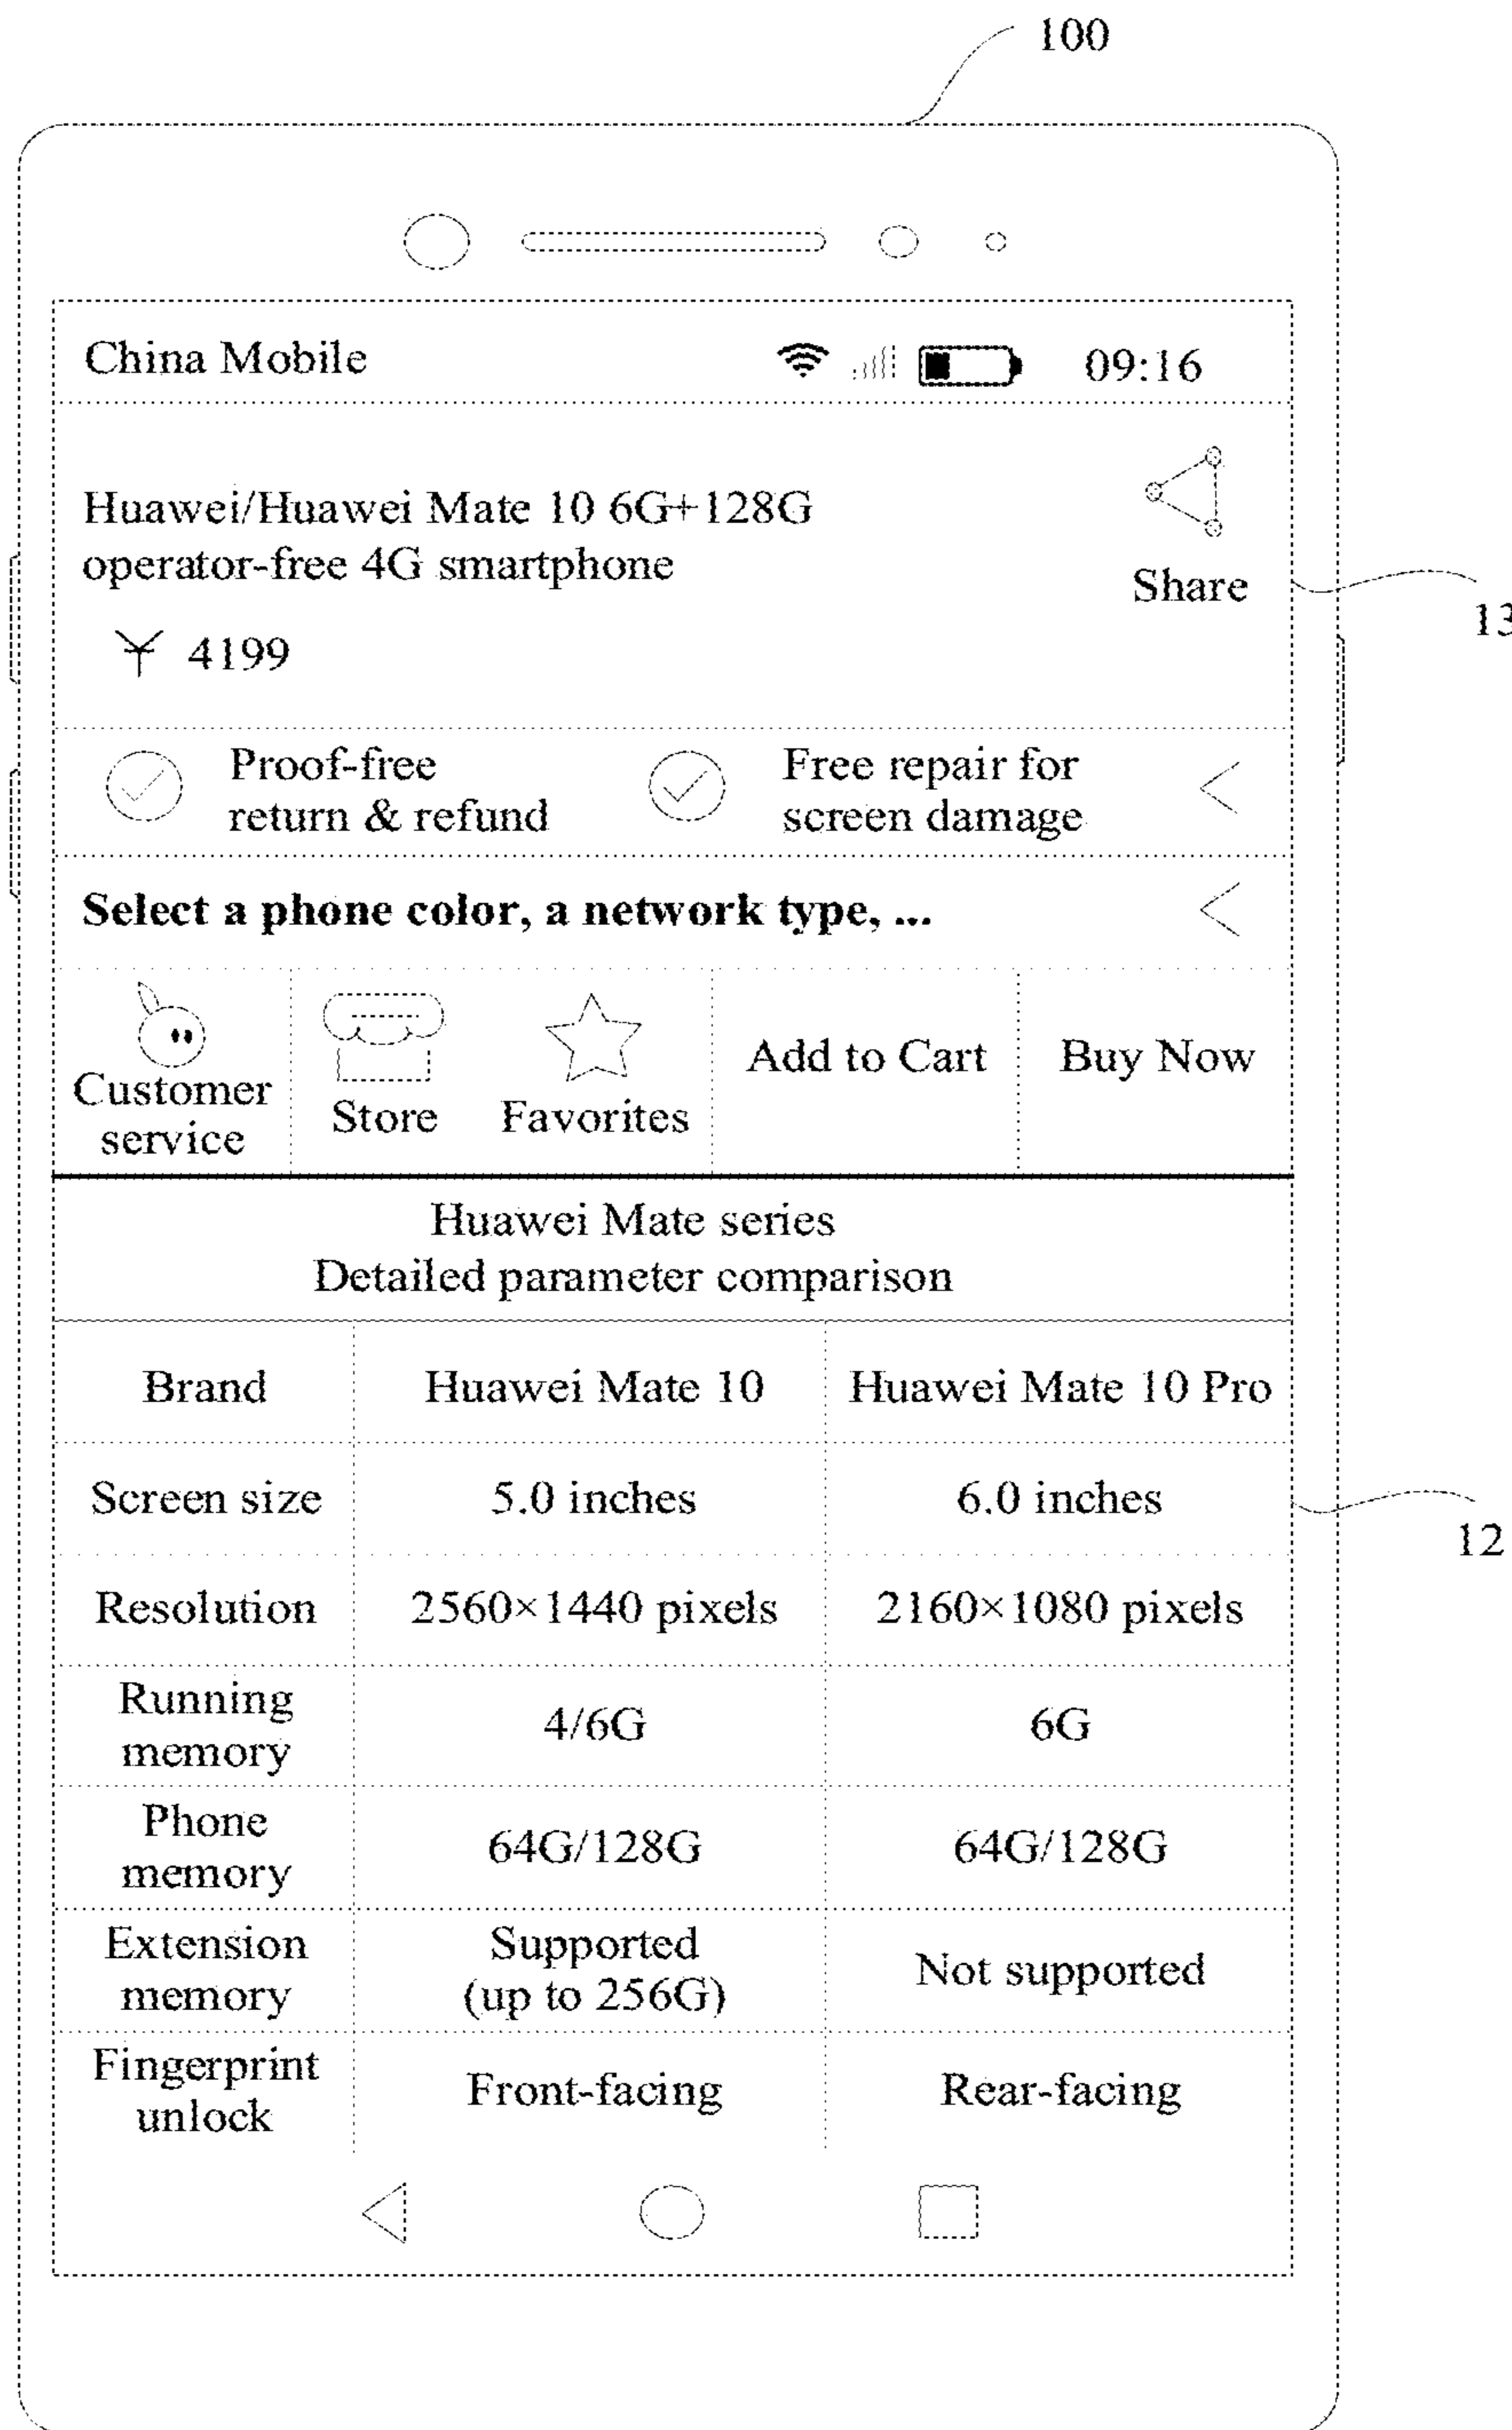 100
China Mobile 09:16
Huawei/Huawei Mate 10 6G+128G
operator-free 4G smartphone
Share
13
¥ 4199
Proof-free
return & refund
Free repair for
screen damage
Select a phone color, a network type, ...
Customer
service
Store
Favorites
Add to Cart
Buy Now
Huawei Mate series
Detailed parameter comparison
Brand Huawei Mate 10 Huawei Mate 10 Pro
Screen size 5.0 inches 6.0 inches
12
Resolution 2560×1440 pixels 2160×1080 pixels
Running
memory
4/6G 6G
Phone
memory
64G/128G 64G/128G
Extension
memory
Supported
(up to 256G)
Not supported
Fingerprint
unlock
Front-facing Rear-facing